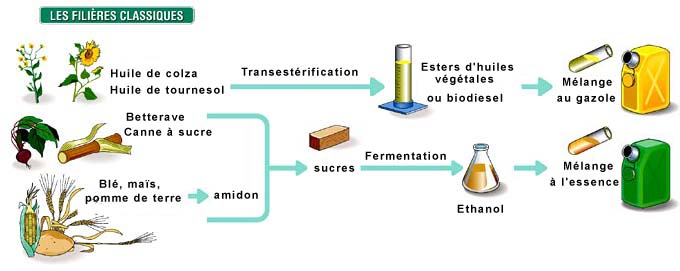 LES FILIÈRES CLASSIQUES
Huile de colza
Huile de tournesol
Transestérification
Esters d'huiles
végétales
ou biodiesel
Mélange
au gazole
Betterave
Canne à sucre
sucres
Fermentation
Ethanol
Mélange
à l'essence
Blé, maïs,
pomme de terre
amidon